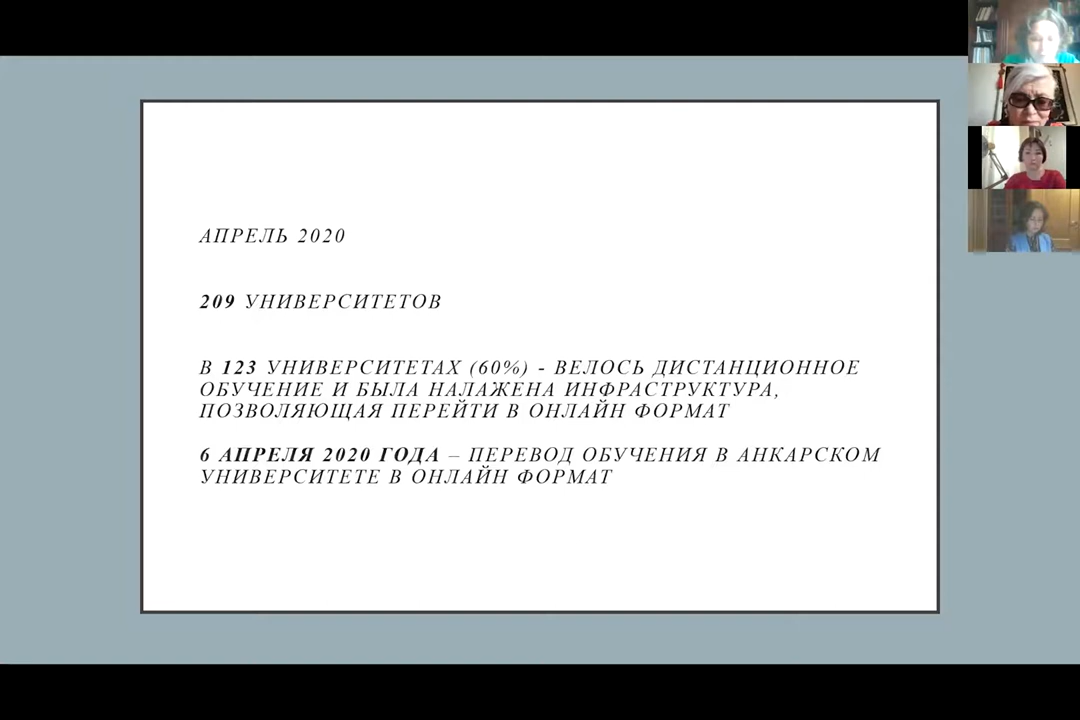 АПРЕЛЬ 2020
209 УНИВЕРСИТЕТОВ
В 123 УНИВЕРСИТЕТАХ (60%) - ВЕЛОСЬ ДИСТАНЦИОННОЕ
ОБУЧЕНИЕ И БЫЛА НАЛАЖЕНА ИНФРАСТРУКТУРА,
ПОЗВОЛЯЮЩАЯ ПЕРЕЙТИ В ОНЛАЙН ФОРМАТ
6 АПРЕЛЯ 2020 ГОДА – ПЕРЕВОД ОБУЧЕНИЯ В АНКАРСКОМ
УНИВЕРСИТЕТЕ В ОНЛАЙН ФОРМАТ